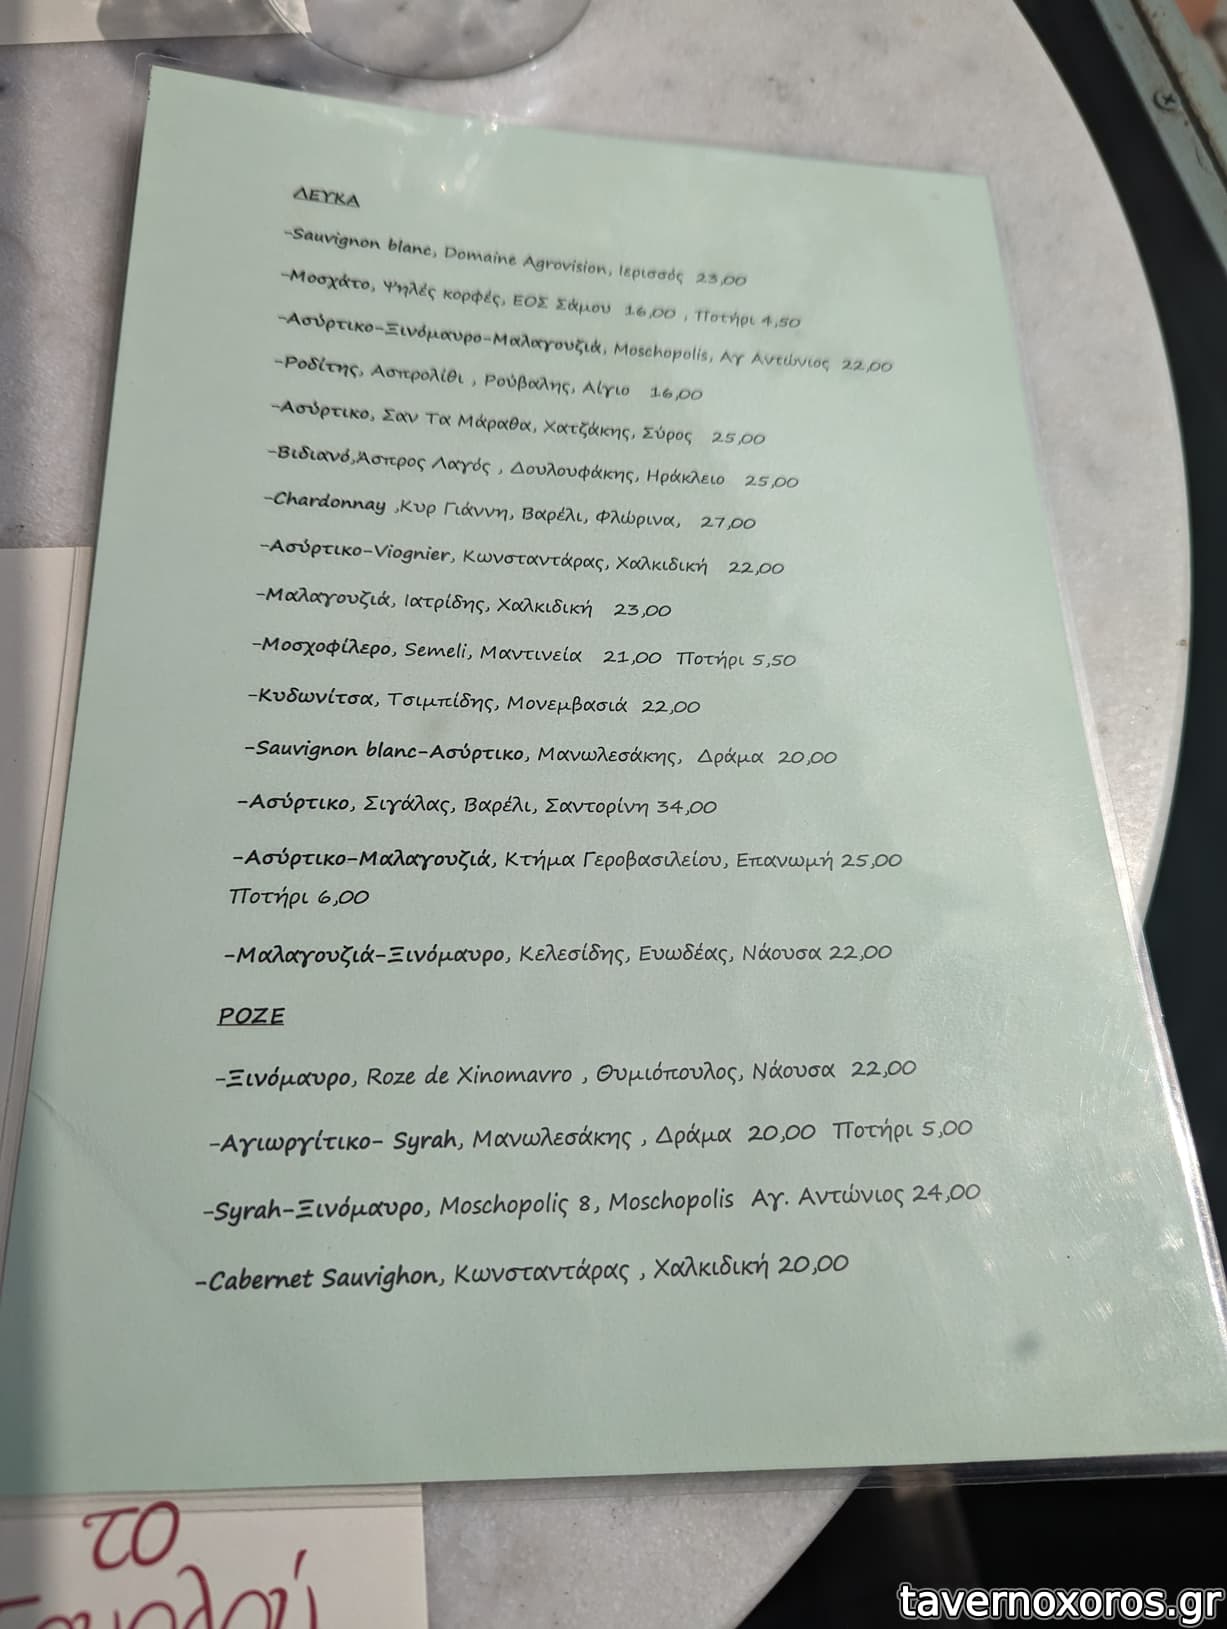 ΛΕΥΚΑ
-Sauvignon blanc, Domaine Agrovision, Ιερισσός 23,00
-Μοσχάτο, Ψηλές κορφές, ΕΟΣ Σάμου 16,00 , Ποτήρι 4,50
-Ασύρτικο-Ξινόμαυρο-Μαλαγουζιά, Moschopolis, Αγ Αντώνιος 22,00
-Ροδίτης, Ασπρολίθι , Ρούβαλης, Αίγιο 16,00
-Ασύρτικο, Σαν Τα Μάραθα, Χατζάκης, Σύρος 25,00
-Βιδιανό,Άσπρος Λαγός , Δουλουφάκης, Ηράκλειο 25,00
-Chardonnay ,Κυρ Γιάννη, Βαρέλι, Φλώρινα, 27,00
-Ασύρτικο-Viognier, Κωνσταντάρας, Χαλκιδική 22,00
-Μαλαγουζιά, Ιατρίδης, Χαλκιδική 23,00
-Μοσχοφίλερο, Semeli, Μαντινεία 21,00 Ποτήρι 5,50
-Κυδωνίτσα, Τσιμπίδης, Μονεμβασιά 22,00
-Sauvignon blanc-Ασύρτικο, Μανωλεσάκης, Δράμα 20,00
-Ασύρτικο, Σιγάλας, Βαρέλι, Σαντορίνη 34,00
-Ασύρτικο-Μαλαγουζιά, Κτήμα Γεροβασιλείου, Επανωμή 25,00
Ποτήρι 6,00
-Μαλαγουζιά-Ξινόμαυρο, Κελεσίδης, Ευωδέας, Νάουσα 22,00
ΡΟΖΕ
-Ξινόμαυρο, Roze de Xinomavro , Θυμιόπουλος, Νάουσα 22,00
-Αγιωργίτικο- Syrah, Μανωλεσάκης , Δράμα 20,00 Ποτήρι 5,00
-Syrah-Ξινόμαυρο, Moschopoliς 8, Moschopolis Αγ. Αντώνιος 24,00
-Cabernet Sauvighon, Κωνσταντάρας , Χαλκιδική 20,00
το
tavernoxoros.gr